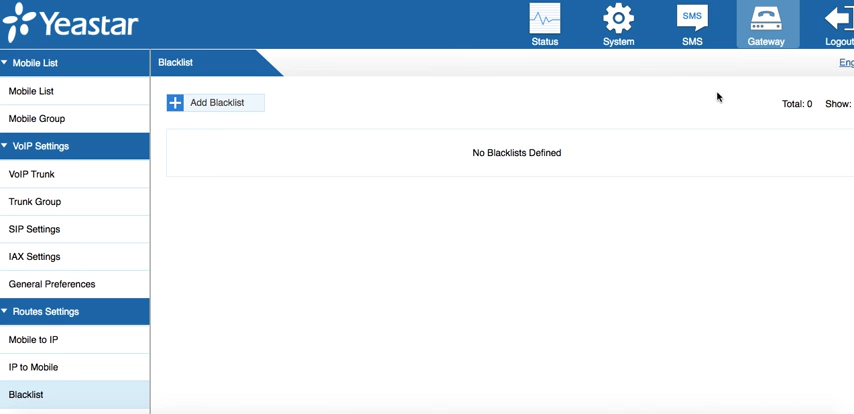 Yeastar
Status
System
SMS
SMS
Gateway
Logout
Mobile List
Mobile List
Mobile Group
VoIP Settings
VoIP Trunk
Trunk Group
SIP Settings
IAX Settings
General Preferences
Routes Settings
Mobile to IP
IP to Mobile
Blacklist
Blacklist
Eng
Add Blacklist
Total: 0 Show:
No Blacklists Defined